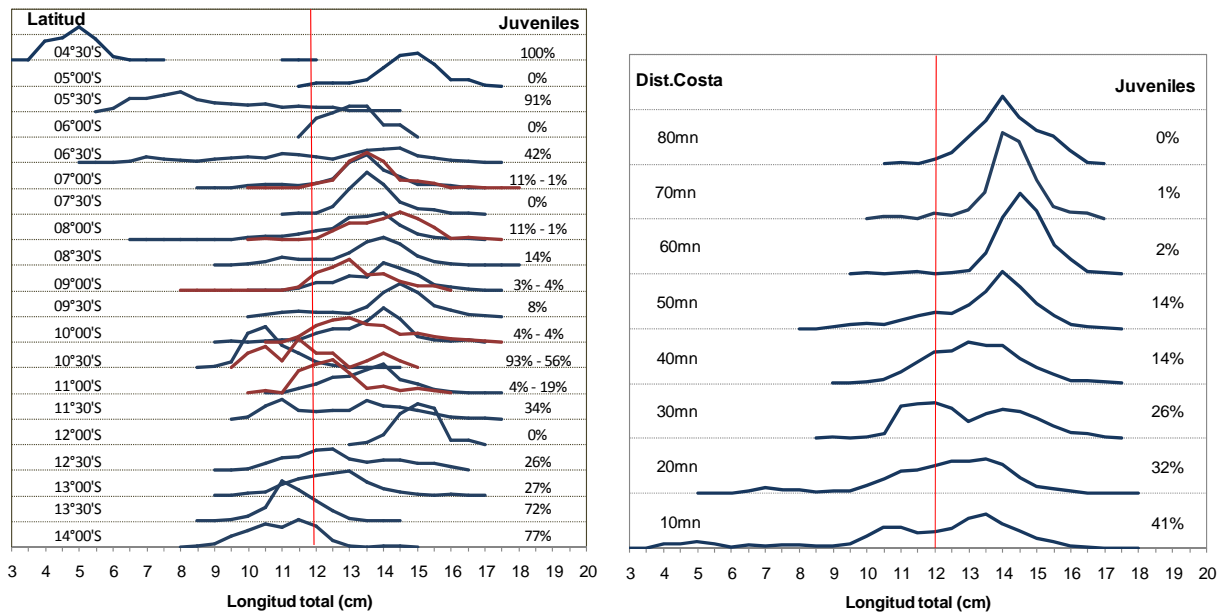 Latitud Juveniles
04°30'S 100%
05°00'S 0%
05°30'S 91%
06°00'S 0%
06°30'S 42%
07°00'S 11% - 1%
07°30'S 0%
08°00'S 11% - 1%
08°30'S 14%
09°00'S 3% - 4%
09°30'S 8%
10°00'S 4% - 4%
10°30'S 93% - 56%
11°00'S 4% - 19%
11°30'S 34%
12°00'S 0%
12°30'S 26%
13°00'S 27%
13°30'S 72%
14°00'S 77%
3 4 5 6 7 8 9 10 11 12 13 14 15 16 17 18 19 20
Longitud total (cm)
Dist.Costa Juveniles
80mn 0%
70mn 1%
60mn 2%
50mn 14%
40mn 14%
30mn 26%
20mn 32%
10mn 41%
3 4 5 6 7 8 9 10 11 12 13 14 15 16 17 18 19 20
Longitud total (cm)